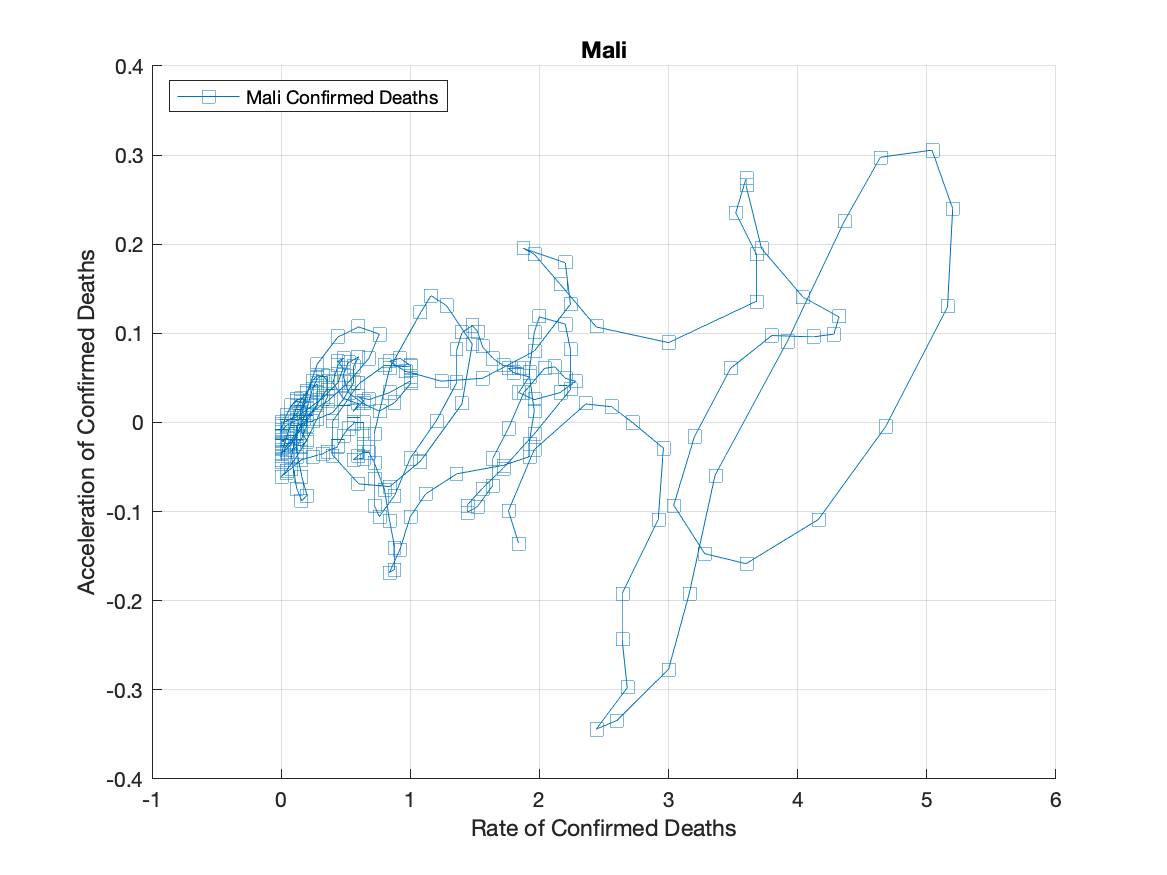 Mali
Mali Confirmed Deaths
0.4
0.3
0.2
0.1
0
-0.1
-0.2
-0.3
-0.4
Acceleration of Confirmed Deaths
-1 0 1 2 3 4 5 6
Rate of Confirmed Deaths